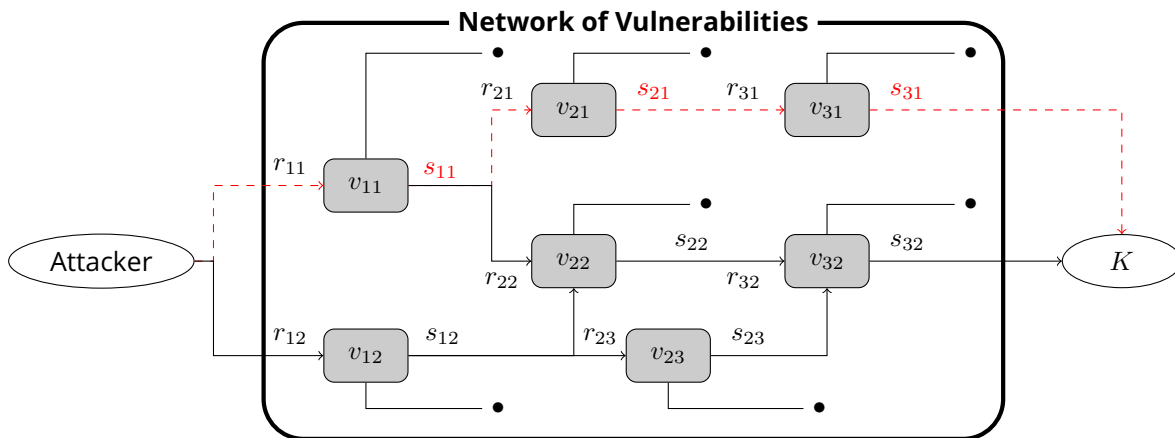 Network of Vulnerabilities
r21 s21 r31 s31
v21 v31
r11 s11
v11
s22 s32
Attacker v22 v32 K
r22 r32
r12 s12 r23 s23
v12 v23